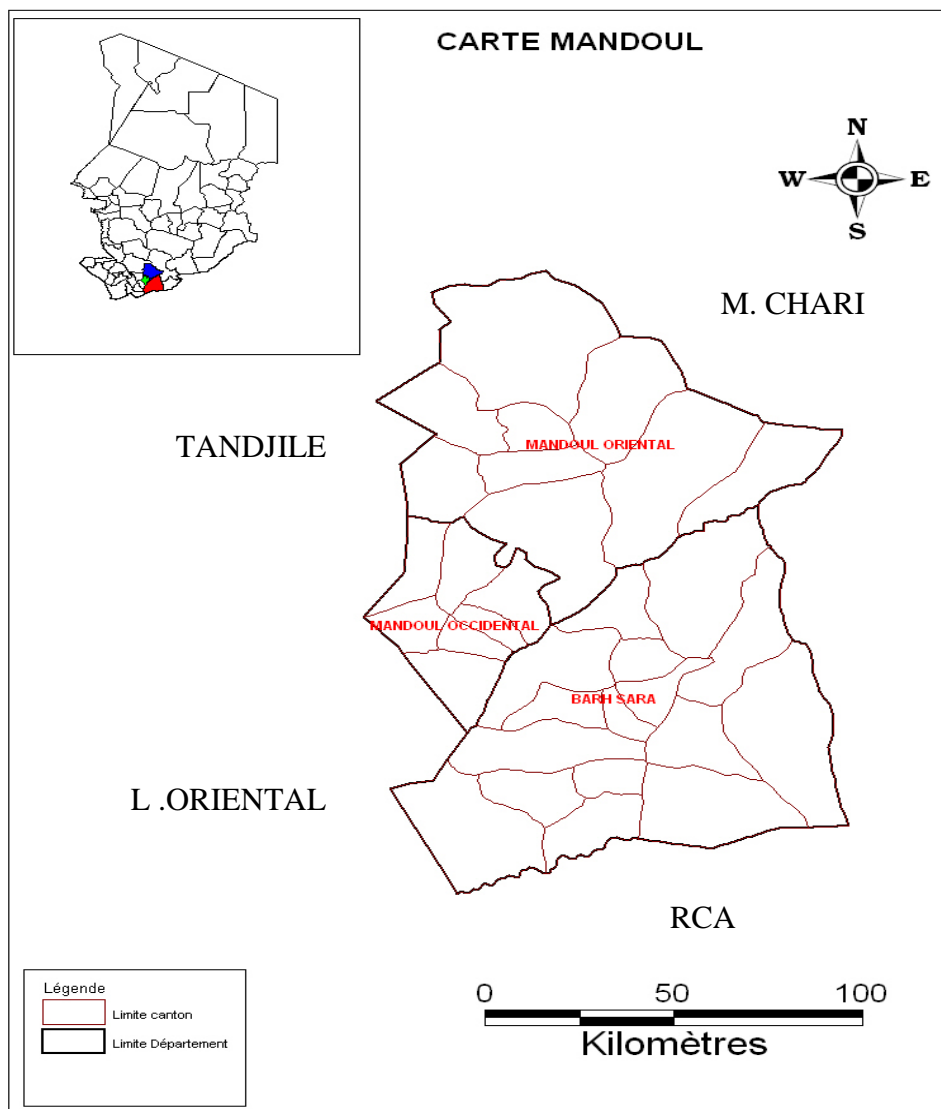 CARTE MANDOUL
N
W E
S
M. CHARI
TANDJILE
MANDOUL ORIENTAL
MANDOUL OCCIDENTAL
BARH SARA
L .ORIENTAL
RCA
Légende
Limite canton
Limite Département
0 50 100
Kilomètres